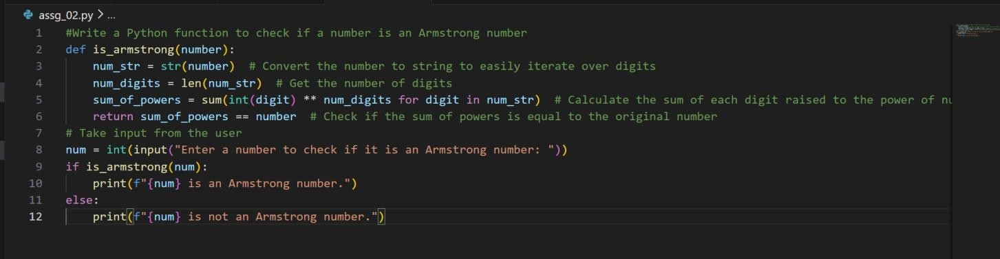 assg_02.py > ...
1 #Write a Python function to check if a number is an Armstrong number
2 def is_armstrong(number):
3     num_str = str(number)  # Convert the number to string to easily iterate over digits
4     num_digits = len(num_str)  # Get the number of digits
5     sum_of_powers = sum(int(digit) ** num_digits for digit in num_str)  # Calculate the sum of each digit raised to the power of nu
6     return sum_of_powers == number  # Check if the sum of powers is equal to the original number
7 # Take input from the user
8 num = int(input("Enter a number to check if it is an Armstrong number: "))
9 if is_armstrong(num):
10     print(f"{num} is an Armstrong number.")
11 else:
12     print(f"{num} is not an Armstrong number.")